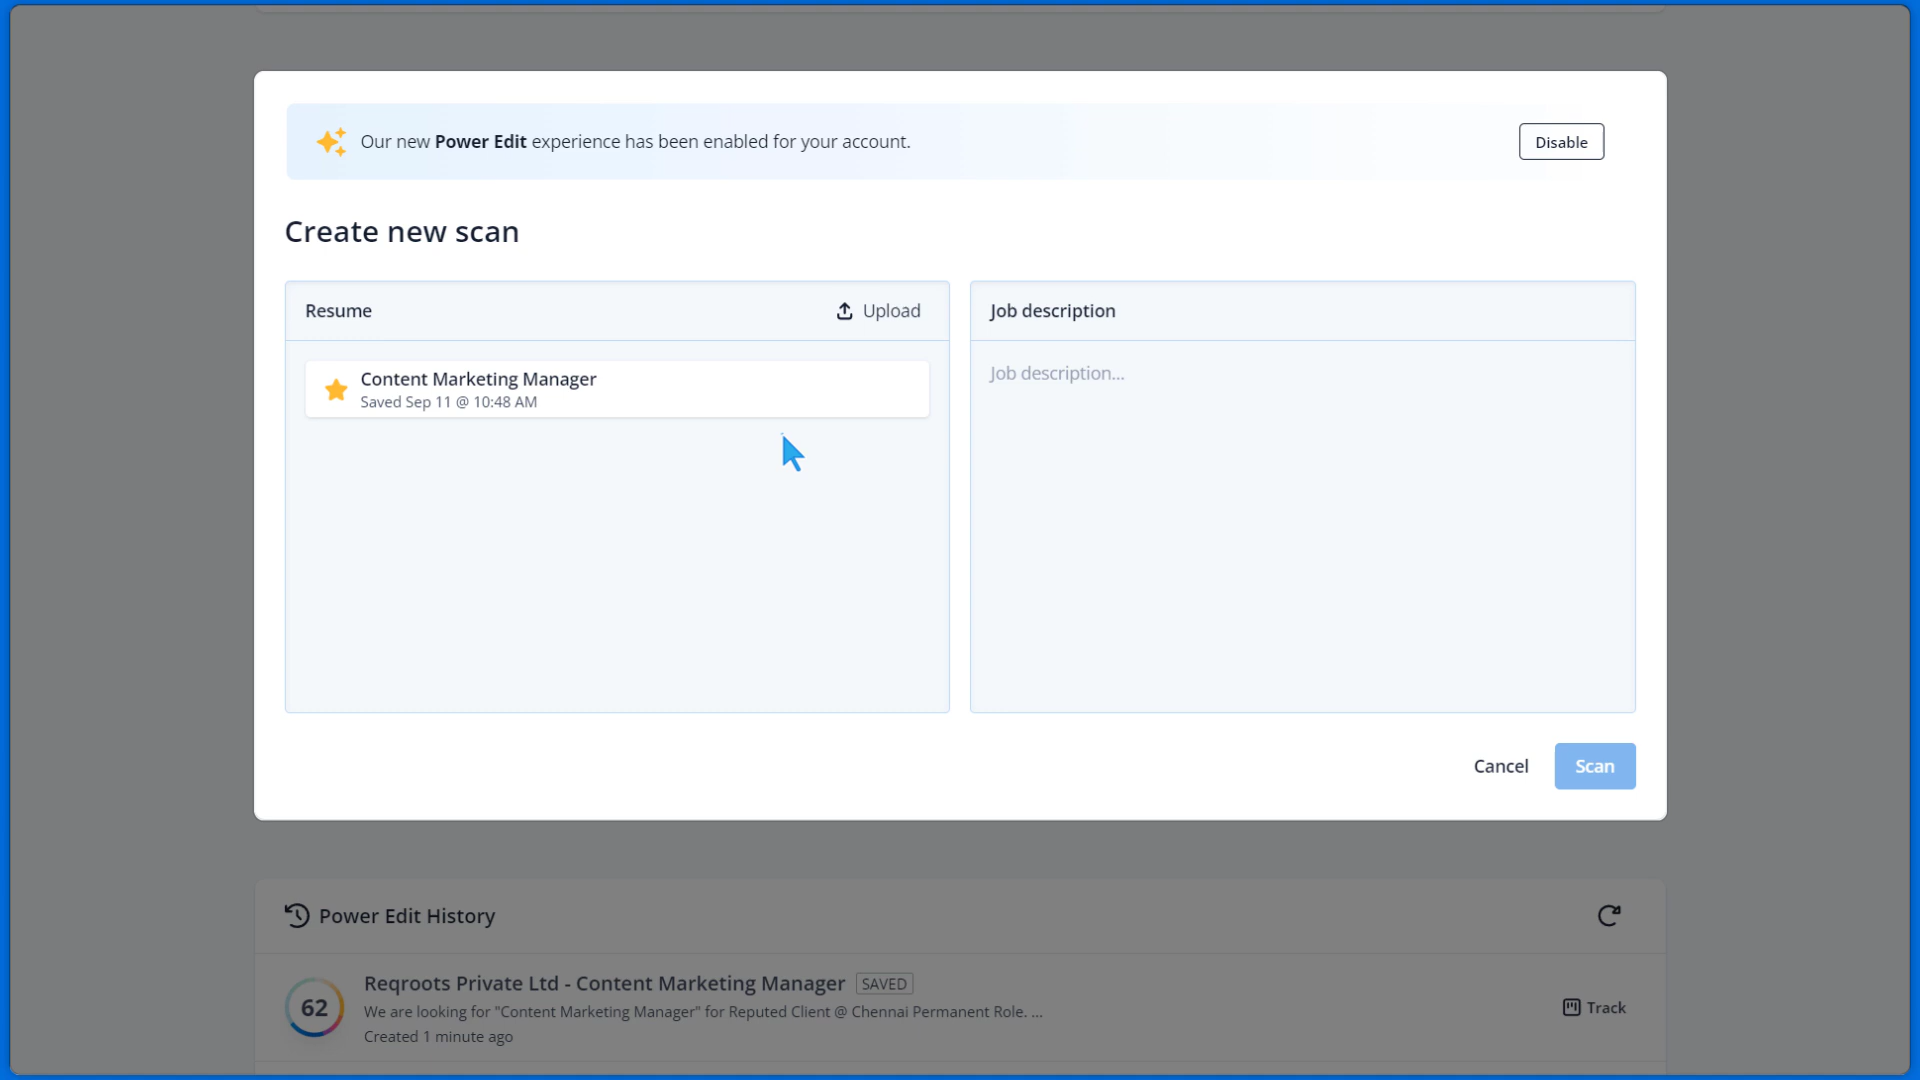 Our new Power Edit experience has been enabled for your account.
Disable
Create new scan
Resume
Upload
Job description
Content Marketing Manager
Saved Sep 11 @ 10:48 AM
Job description...
Cancel
Scan
Power Edit History
62
Reqroots Private Ltd - Content Marketing Manager SAVED
We are looking for "Content Marketing Manager" for Reputed Client @ Chennai Permanent Role. ...
Created 1 minute ago
Track